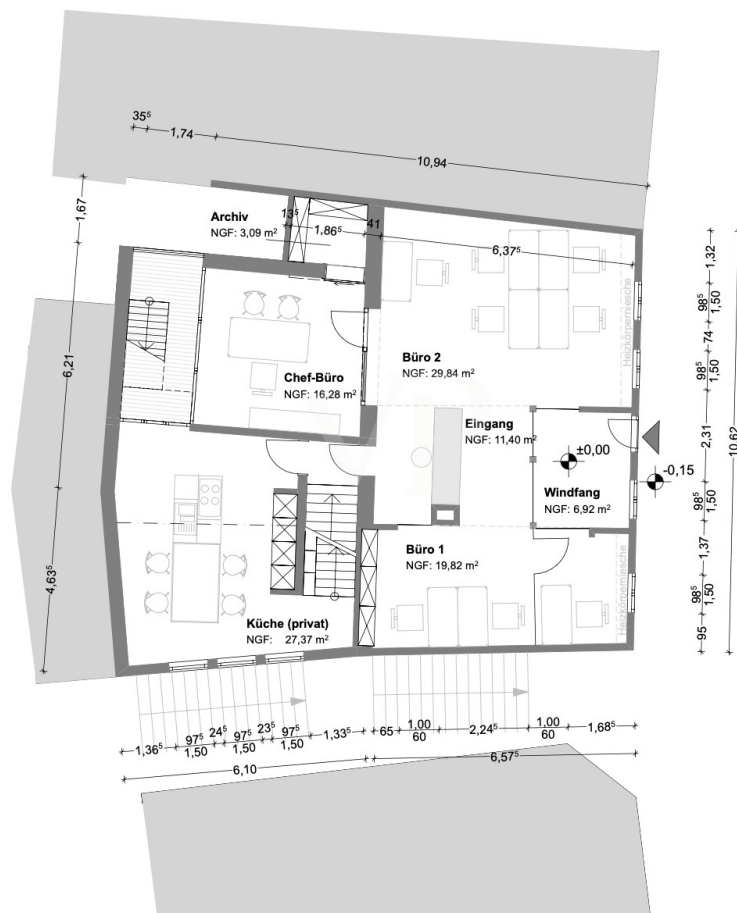 35⁵
1,74
10,94
1,67
Archiv
NGF: 3,09 m²
13⁵
1,86⁵
41
6,37⁵
1,32
98⁵
1,50
74
98⁵
1,50
2,31
98⁵
1,50
1,37
98⁵
1,50
95
10,62
Heizkörperniesche
6,21
Chef-Büro
NGF: 16,28 m²
Büro 2
NGF: 29,84 m²
Eingang
NGF: 11,40 m²
±0,00
-0,15
Windfang
NGF: 6,92 m²
Büro 1
NGF: 19,82 m²
Heizkörperniesche
4,63⁵
Küche (privat)
NGF: 27,37 m²
1,36⁵
97⁵
1,50
24⁵
97⁵
1,50
23⁵
97⁵
1,50
1,33⁵
65
1,00
60
2,24⁵
1,00
60
1,68⁵
6,10
6,57⁵